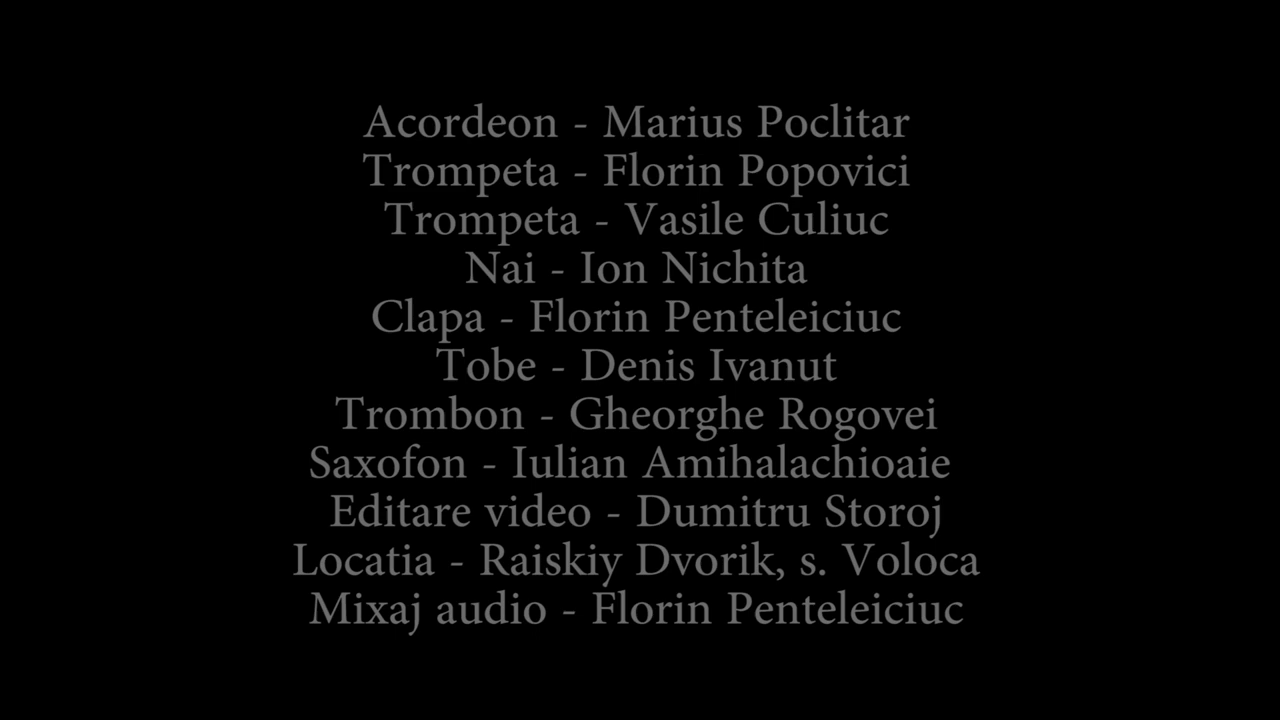 Acordeon - Marius Poclitar
Trompeta - Florin Popovici
Trompeta - Vasile Culiuc
Nai - Ion Nichita
Clapa - Florin Penteleiciuc
Tobe - Denis Ivanut
Trombon - Gheorghe Rogovei
Saxofon - Iulian Amihalachioaie
Editare video - Dumitru Storoj
Locatia - Raiskiy Dvorik, s. Voloca
Mixaj audio - Florin Penteleiciuc